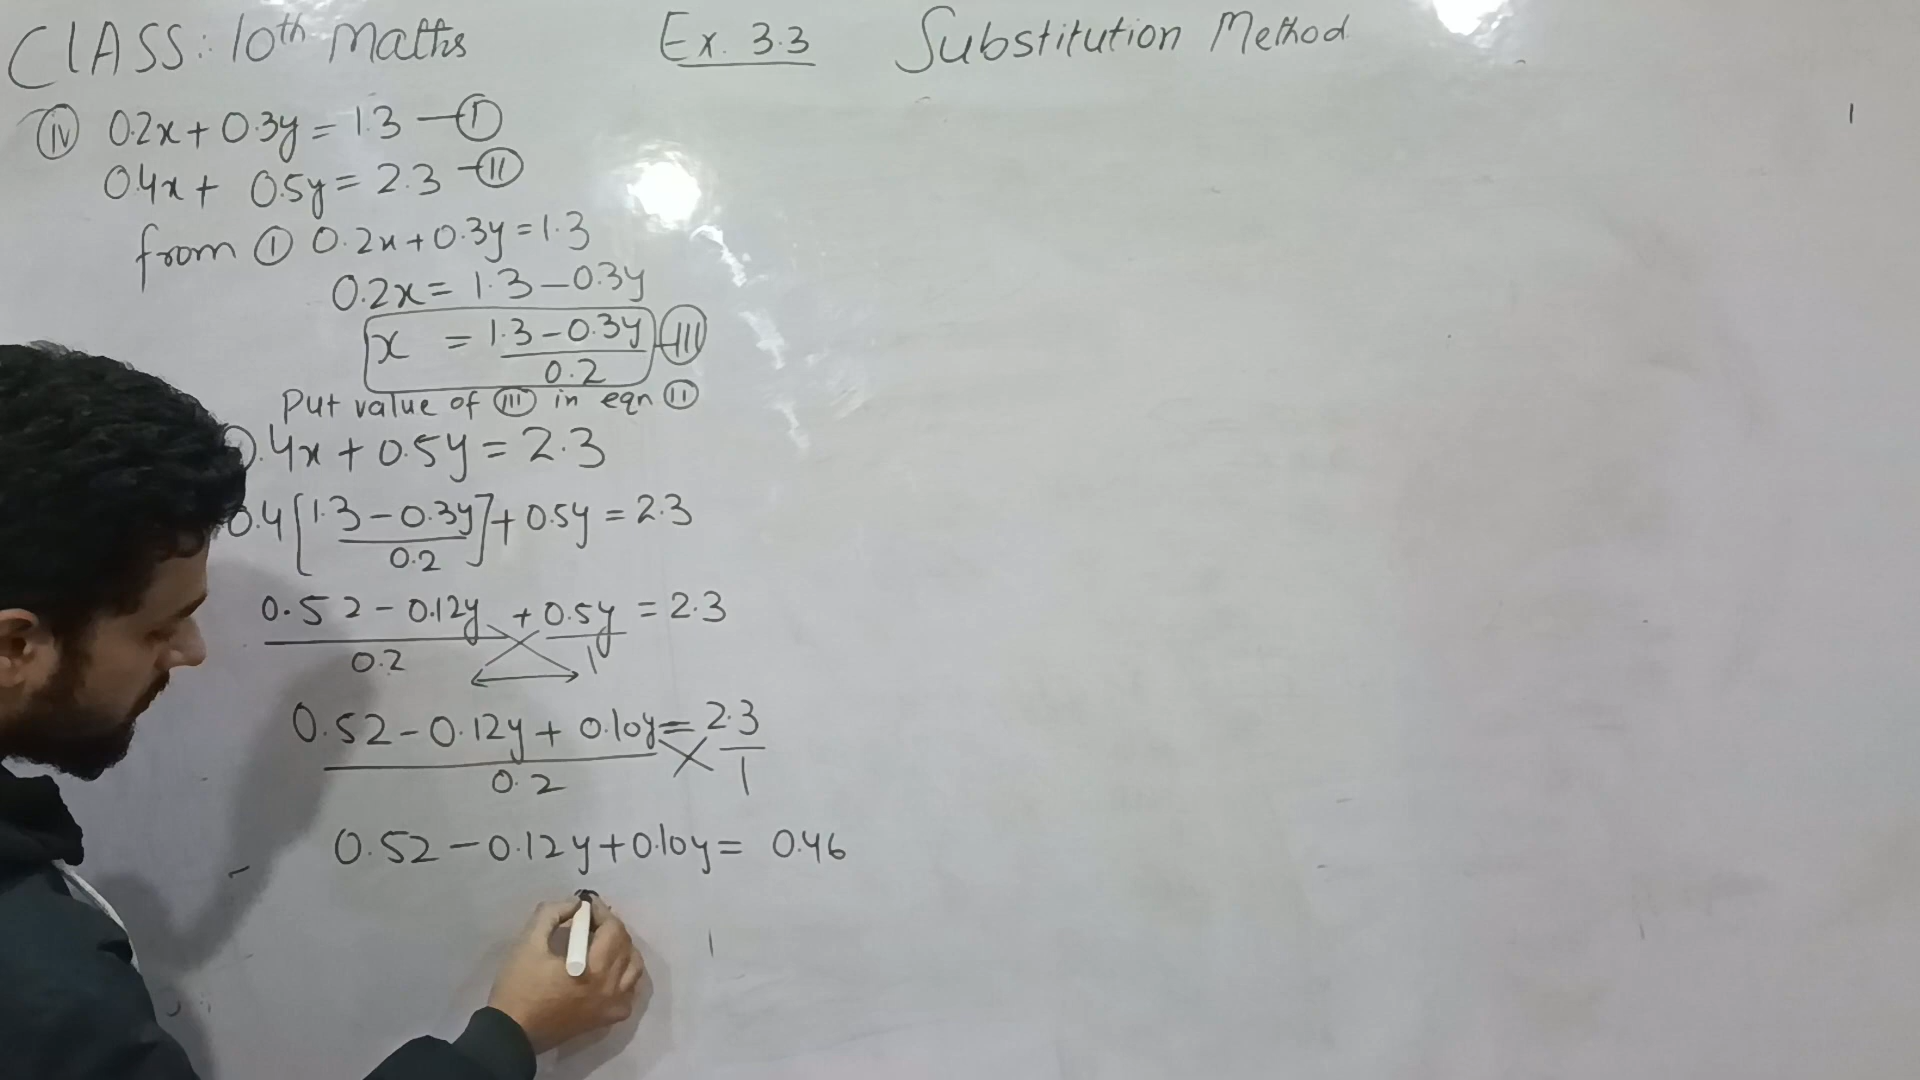 CLASS: 10th Maths Ex. 3.3 Substitution Method
(IV) 0.2x + 0.3y = 1.3 — (I)
0.4x + 0.5y = 2.3 — (II)
from (I) 0.2x + 0.3y = 1.3
0.2x = 1.3 — 0.3y
x = 1.3 — 0.3y / 0.2 — (III)
Put value of (III) in eqn (II)
0.4x + 0.5y = 2.3
0.4 [1.3 — 0.3y / 0.2] + 0.5y = 2.3
0.52 - 0.12y / 0.2 + 0.5y / 1 = 2.3
0.52 - 0.12y + 0.10y / 0.2 = 2.3 / 1
0.52 — 0.12y + 0.10y = 0.46